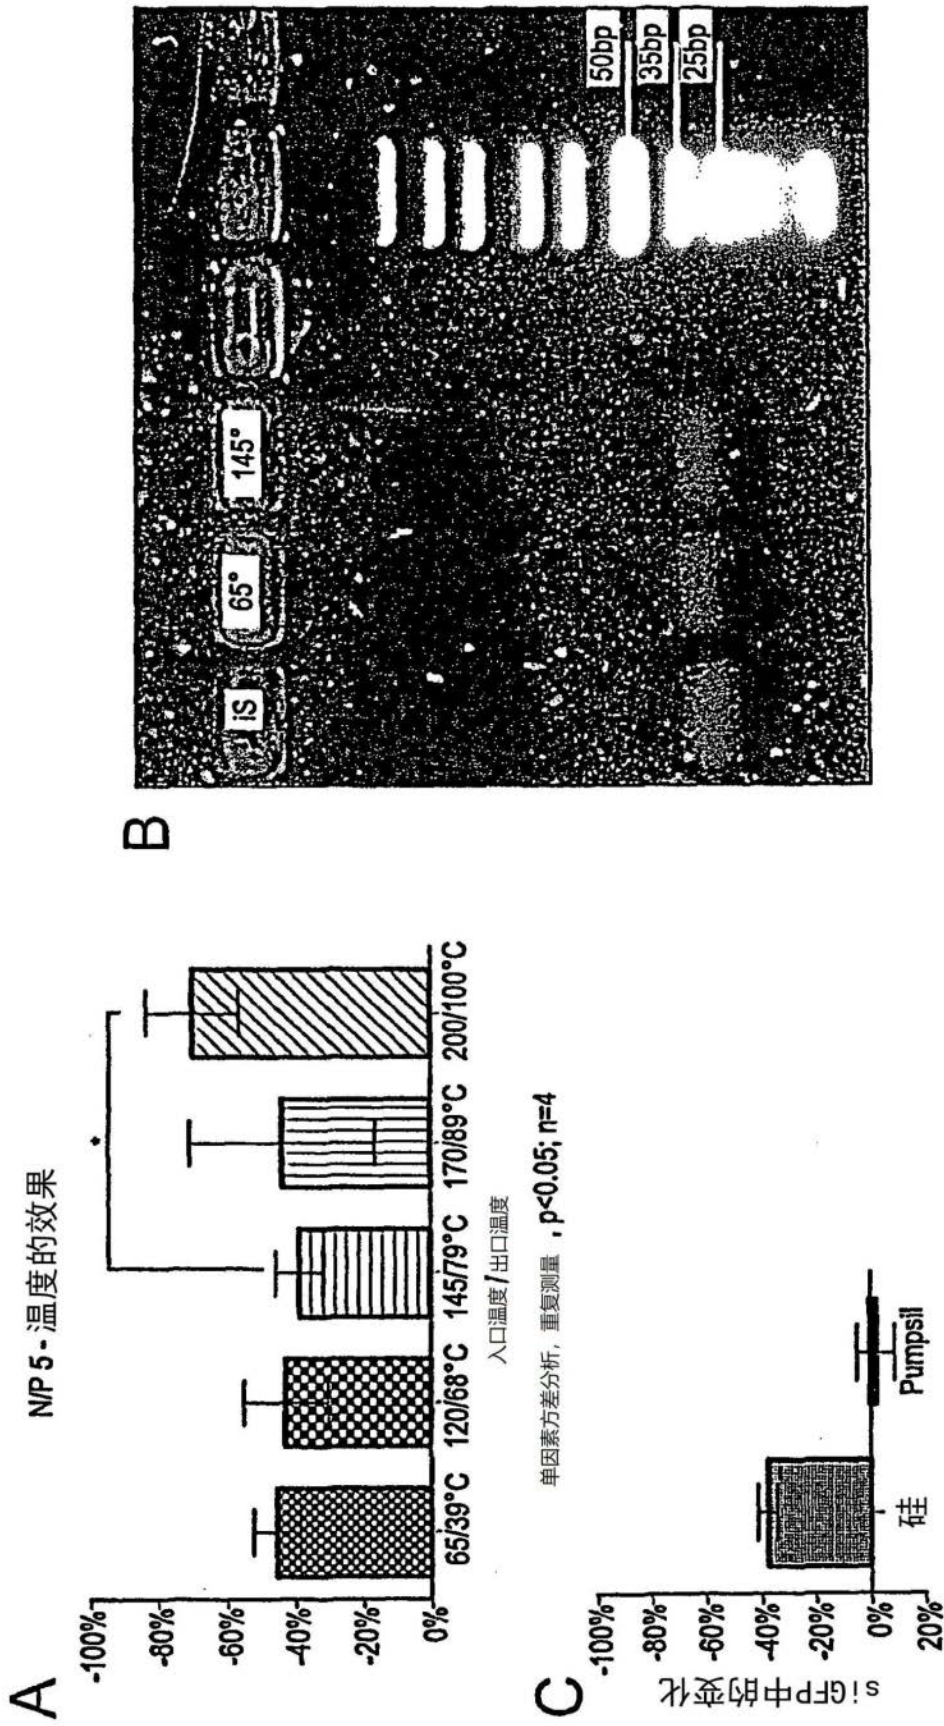 A
N/P 5 - 温度的效果
*
-100%
-80%
-60%
-40%
-20%
0%
65/39°C
120/68°C
145/79°C
170/89°C
200/100°C
入口温度/出口温度
单因素方差分析，重复测量，p<0.05; n=4
B
iS
65°
145°
50bp
35bp
25bp
C
siGFP中的变化
-100%
-80%
-60%
-40%
-20%
0%
20%
硅
Pumpsil